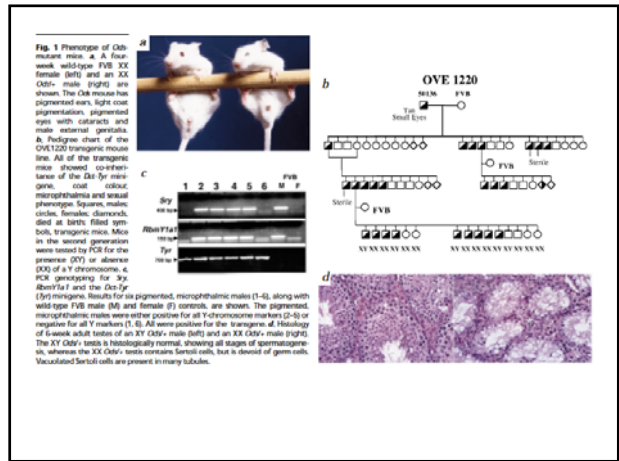 Fig. 1 Phenotype of Ods-
mutant mice. a, A four-
week wild-type FVB XX
female (left) and an XX
Ods/+ male (right) are
shown. The Ods mouse has
pigmented ears, light coat
pigmentation, pigmented
eyes with cataracts and
male external genitalia.
b, Pedigree chart of the
OVE1220 transgenic mouse
line. All of the transgenic
mice showed co-inheri-
tance of the Dct-Tyr mini-
gene, coat colour,
microphthalmia and sexual
phenotype. Squares, males;
circles, females; diamonds,
died at birth; filled sym-
bols, transgenic mice. Mice
in the second generation
were tested by PCR for the
presence (XY) or absence
(XX) of a Y chromosome. c,
PCR genotyping for Sry,
RbmY1a1 and the Dct-Tyr
(Tyr) minigene. Results for six pigmented, microphthalmic males (1–6), along with
wild-type FVB male (M) and female (F) controls, are shown. The pigmented,
microphthalmic males were either positive for all Y-chromosome markers (2–5) or
negative for all Y markers (1, 6). All were positive for the transgene. d, Histology
of 6-week adult testes of an XY Ods/+ male (left) and an XX Ods/+ male (right).
The XY Ods/+ testis is histologically normal, showing all stages of spermatogene-
sis, whereas the XX Ods/+ testis contains Sertoli cells, but is devoid of germ cells.
Vacuolated Sertoli cells are present in many tubules.
a
b
OVE 1220
50136 FVB
Tan
Small Eyes
Sterile
FVB
FVB
Sterile
FVB
XY XX XY XX XY XX XX
XY XX XY XX XX XX XX XX
c
FVB
1 2 3 4 5 6 M F
Sry
RbmY1a1
Tyr
d